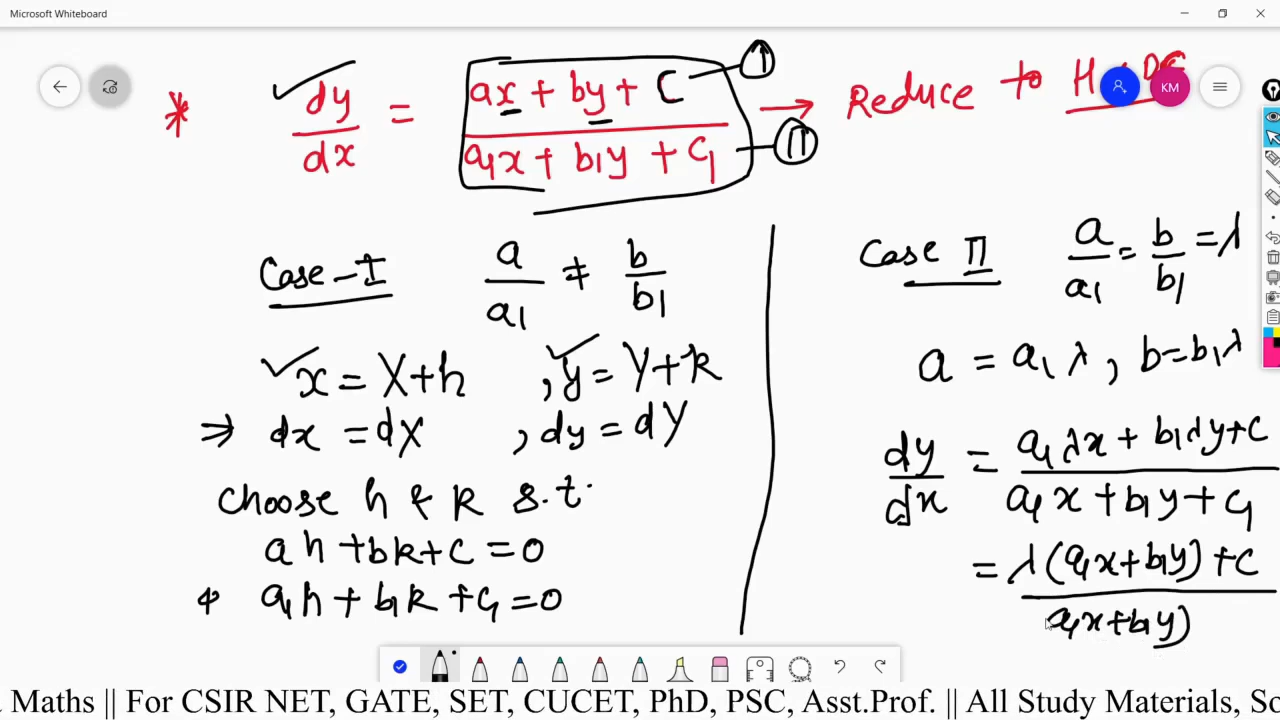 Microsoft Whiteboard
* dy/dx = (ax + by + C)/(a1x + b1y + C1) → Reduce to
I
II
KM
Case - I a/a1 ≠ b/b1
x = X+h , y = Y+k
⇒ dx = dX , dy = dY
Choose h & k s.t.
ah + bk + c = 0
& a1h + b1k + c1 = 0
Case II a/a1 = b/b1 = λ
a = a1λ, b = b1λ
dy/dx = (a1λx + b1λy + c)/(a1x + b1y + c1)
= (λ(a1x + b1y) + c)/(a1x + b1y)
Maths || For CSIR NET, GATE, SET, CUCET, PhD, PSC, Asst.Prof. || All Study Materials, So